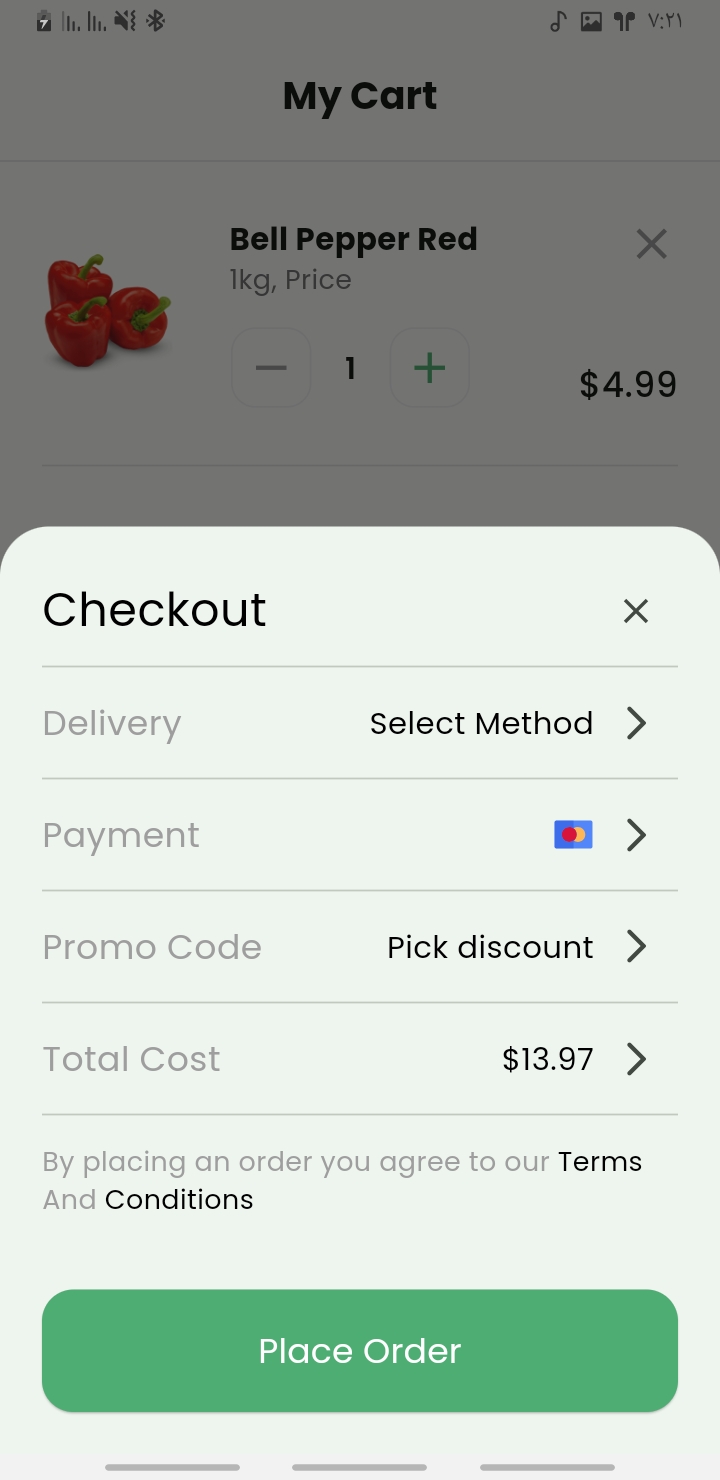 ٧:٢١
My Cart
Bell Pepper Red
1kg, Price
1
$4.99
Checkout
Delivery Select Method
Payment
Promo Code Pick discount
Total Cost $13.97
By placing an order you agree to our Terms
And Conditions
Place Order